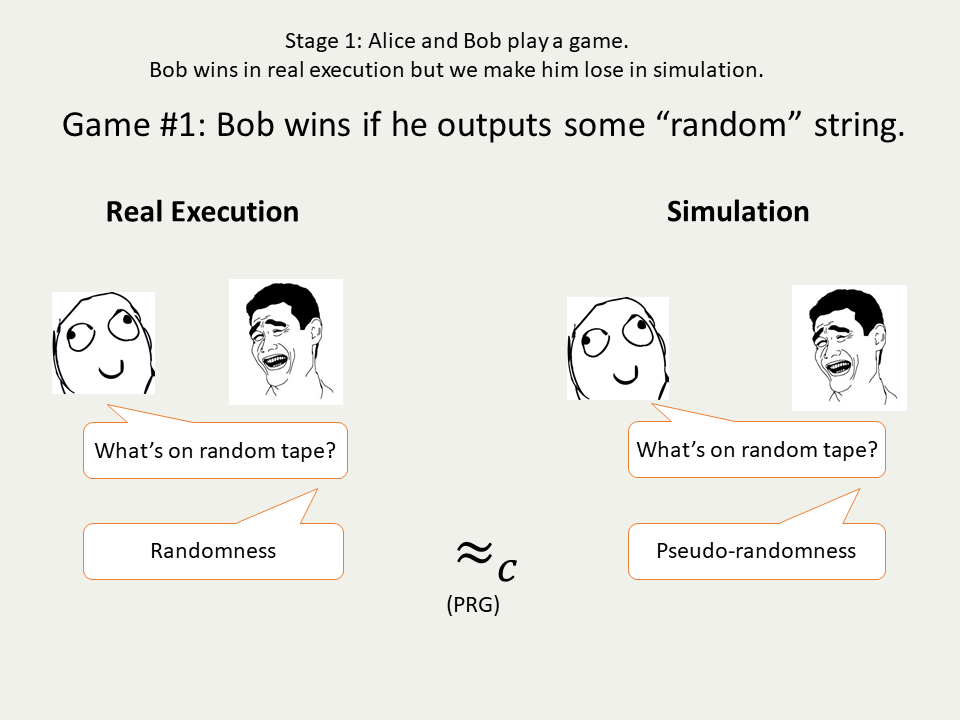 Stage 1: Alice and Bob play a game.
Bob wins in real execution but we make him lose in simulation.
Game #1: Bob wins if he outputs some “random” string.
Real Execution
Simulation
What’s on random tape?
What’s on random tape?
Randomness
Pseudo-randomness
≈c
(PRG)